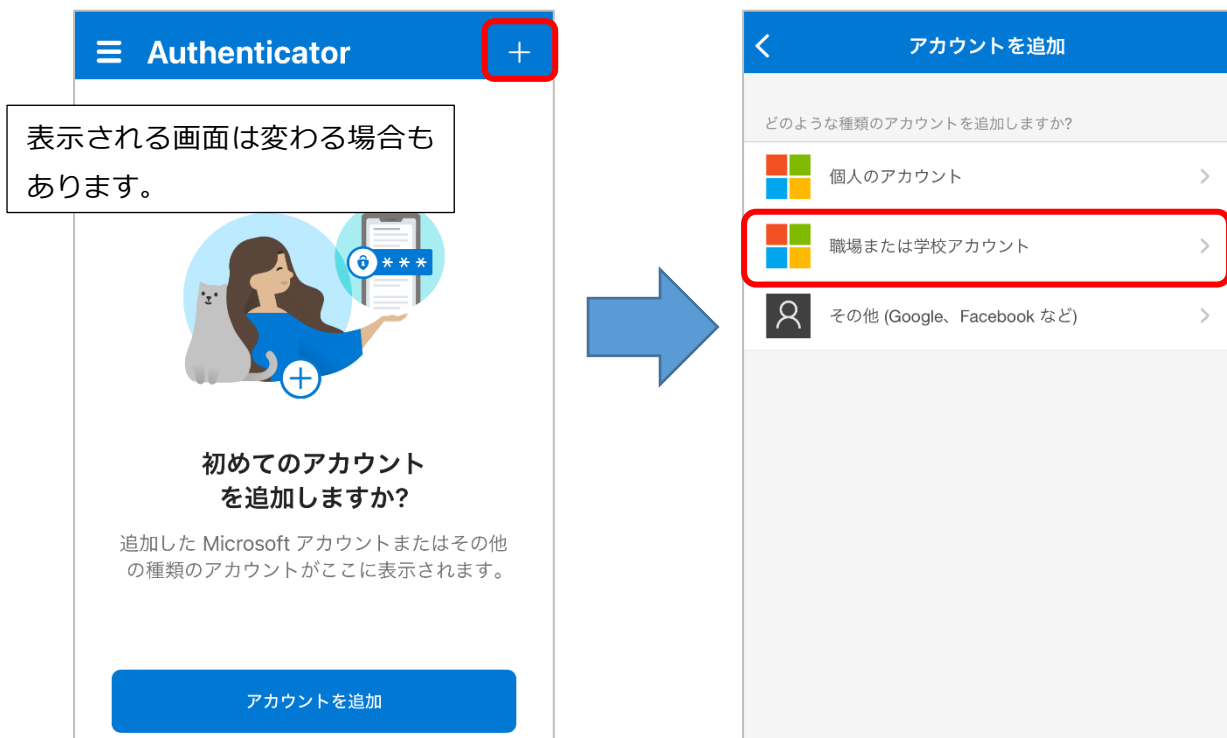 Authenticator
表示される画面は変わる場合も
あります。
＊＊＊
初めてのアカウント
を追加しますか?
追加した Microsoft アカウントまたはその他
の種類のアカウントがここに表示されます。
アカウントを追加
アカウントを追加
どのような種類のアカウントを追加しますか?
個人のアカウント
職場または学校アカウント
その他 (Google、Facebook など)